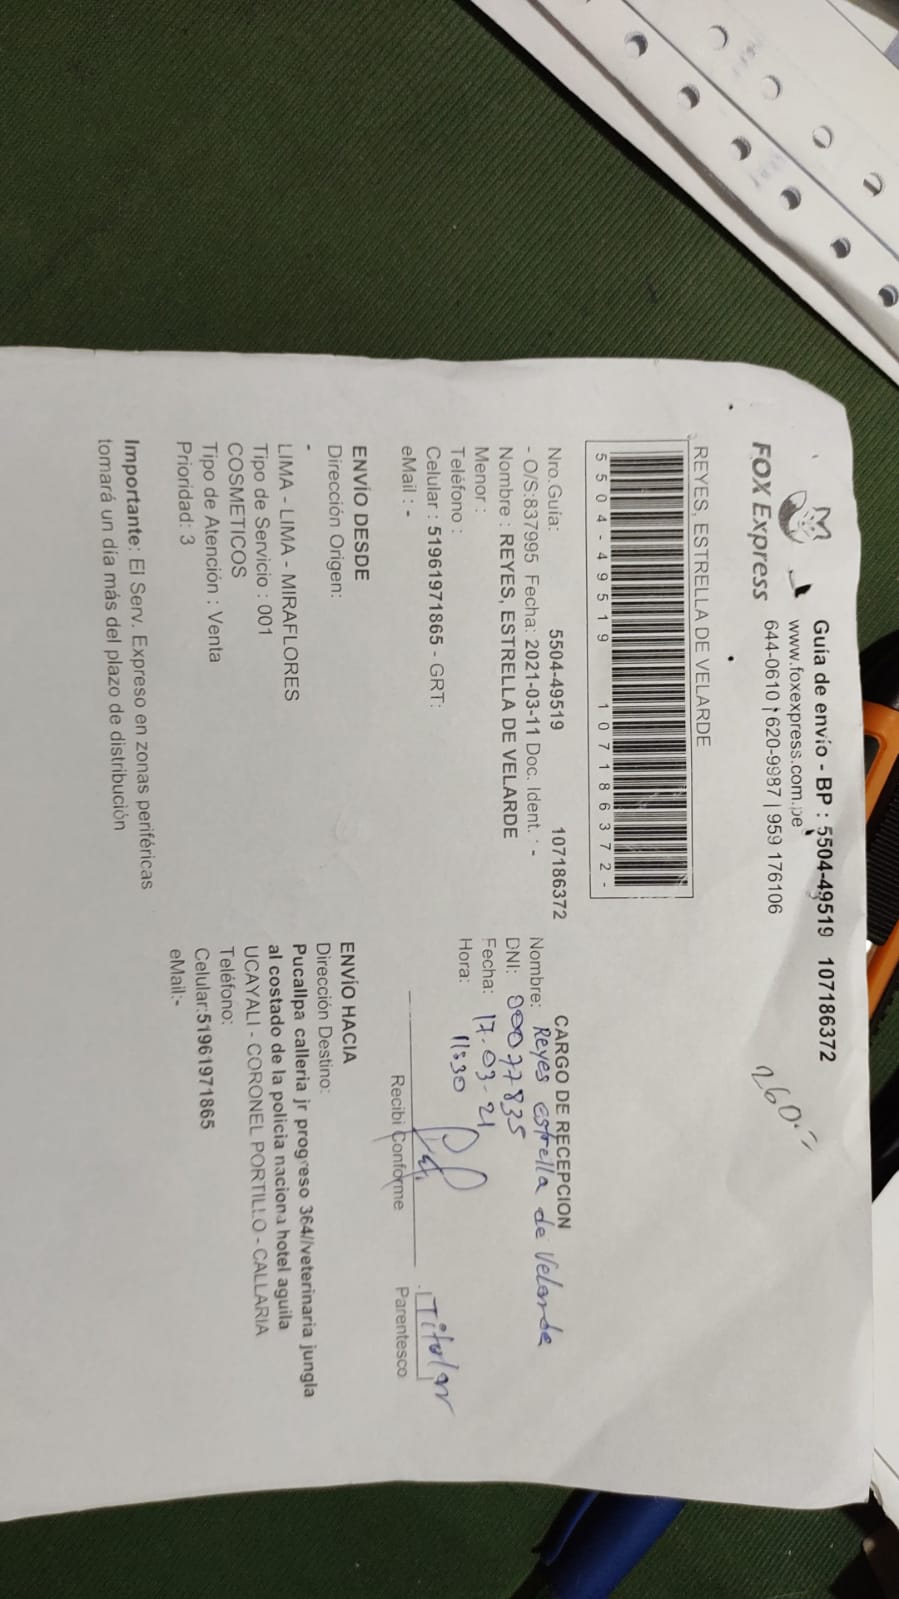 Guía de envío - BP : 5504-49519 107186372
www.foxexpress.com.pe
FOX Express 644-0610 | 620-9987 | 959 176106
REYES, ESTRELLA DE VELARDE
5 5 0 4 - 4 9 5 1 9 1 0 7 1 8 6 3 7 2 -
Nro.Guia: 5504-49519 107186372
- O/S:837995 Fecha: 2021-03-11 Doc. Ident. : -
Nombre : REYES, ESTRELLA DE VELARDE
Menor :
Teléfono :
Celular : 51961971865 - GRT:
eMail : -
CARGO DE RECEPCION
Nombre: Reyes estrella de Velarde
DNI: 00077835
Fecha: 17-03-21
Hora: 11:30
Titular
Recibí Conforme Parentesco
ENVÍO DESDE
Dirección Origen:
-
LIMA - LIMA - MIRAFLORES
Tipo de Servicio : 001
COSMETICOS
Tipo de Atención : Venta
Prioridad: 3
ENVÍO HACIA
Dirección Destino:
Pucallpa calleria jr progreso 364//veterinaria jungla
al costado de la policia naciona hotel aguila
UCAYALI - CORONEL PORTILLO - CALLARIA
Teléfono:
Celular:51961971865
eMail:-
Importante: El Serv. Expreso en zonas periféricas
tomará un día más del plazo de distribución